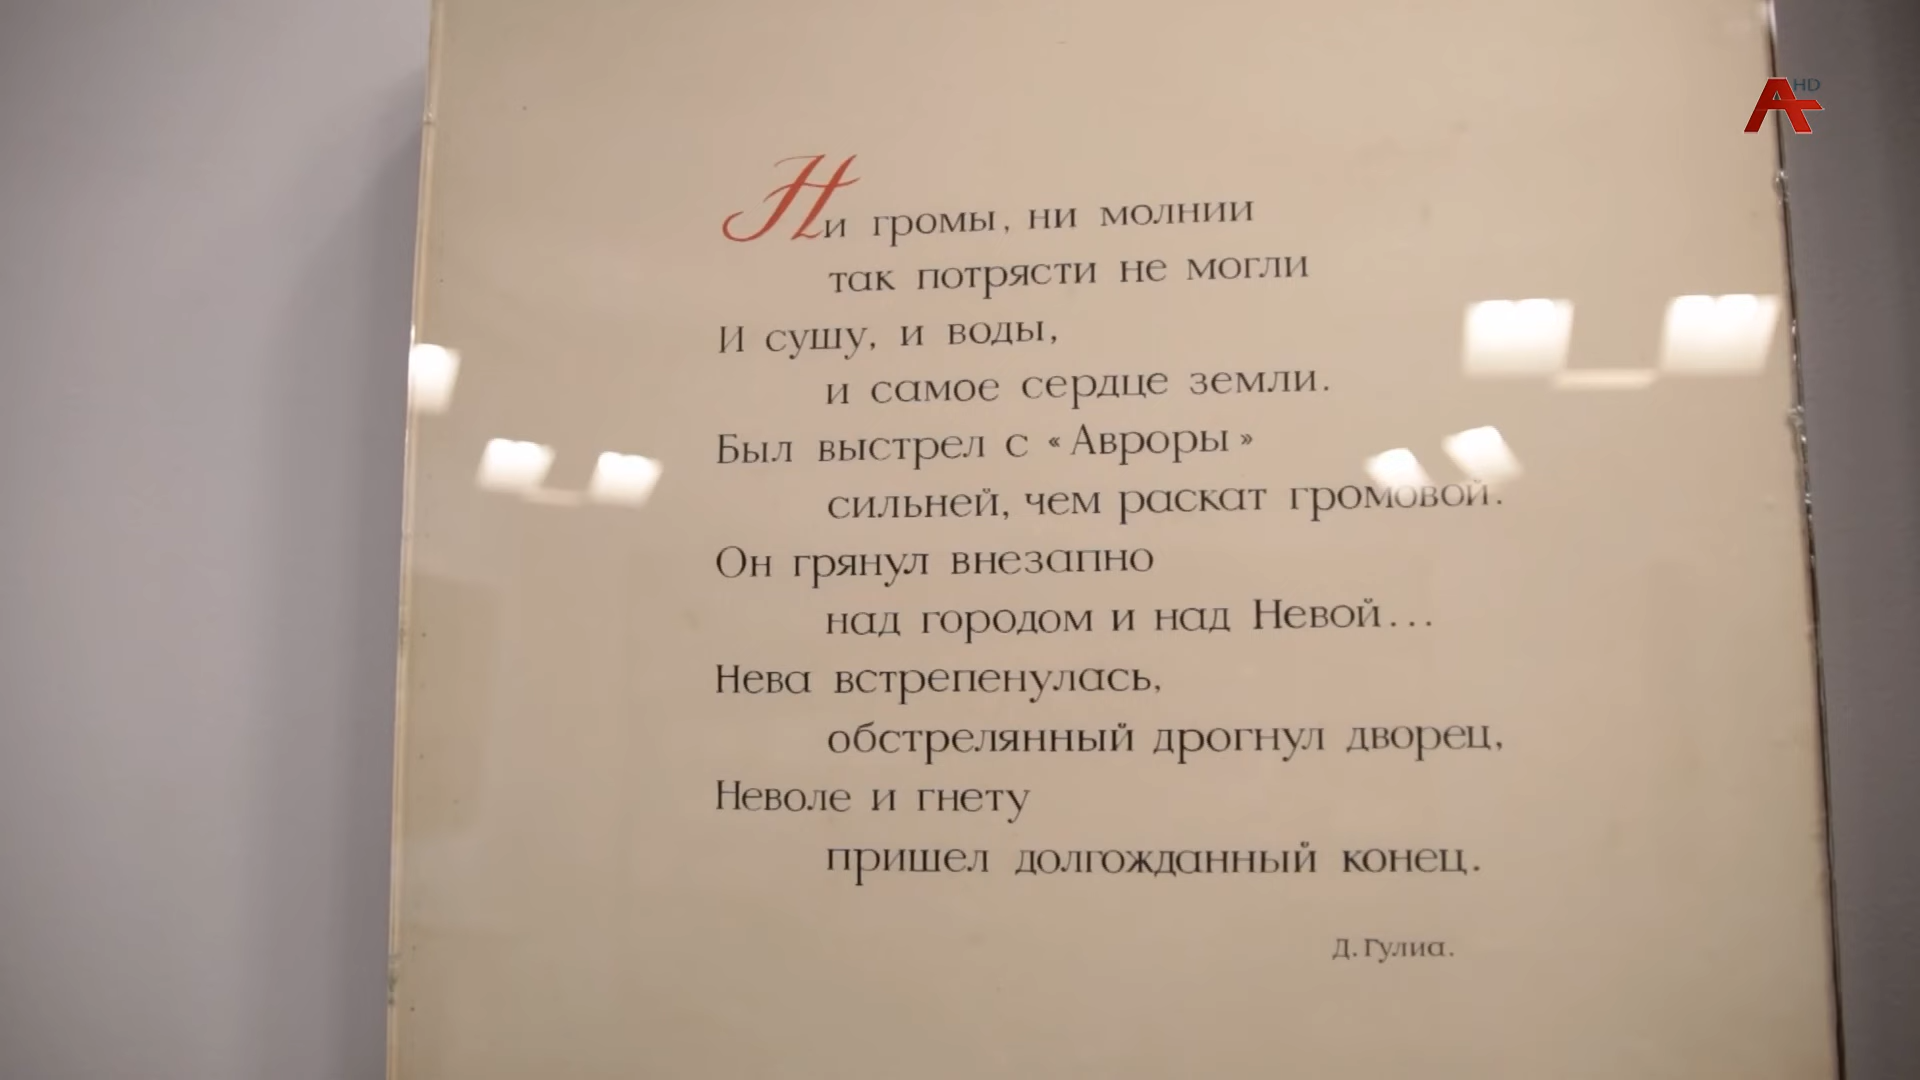 HD
Ни громы, ни молнии
так потрясти не могли
И сушу, и воды,
и самое сердце земли.
Был выстрел с «Авроры»
сильней, чем раскат громовой.
Он грянул внезапно
над городом и над Невой...
Нева встрепенулась,
обстрелянный дрогнул дворец,
Неволе и гнету
пришел долгожданный конец.
Д. Гулиа.